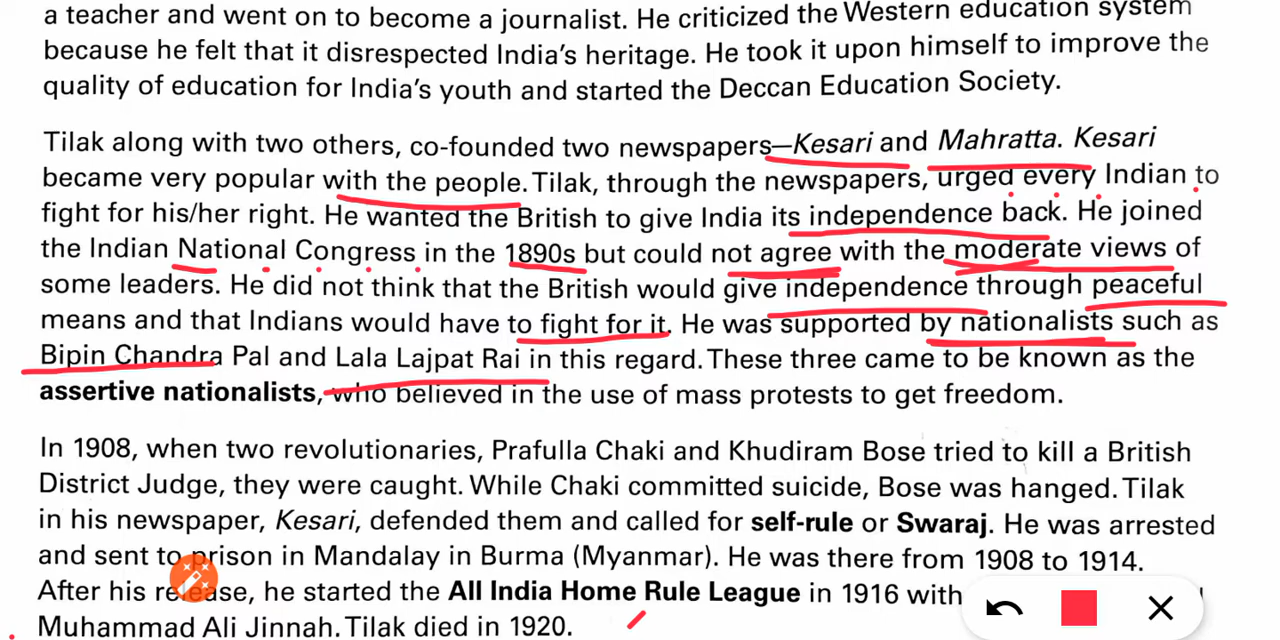 a teacher and went on to become a journalist. He criticized the Western education system
because he felt that it disrespected India's heritage. He took it upon himself to improve the
quality of education for India's youth and started the Deccan Education Society.
Tilak along with two others, co-founded two newspapers—Kesari and Mahratta. Kesari
became very popular with the people. Tilak, through the newspapers, urged every Indian to
fight for his/her right. He wanted the British to give India its independence back. He joined
the Indian National Congress in the 1890s but could not agree with the moderate views of
some leaders. He did not think that the British would give independence through peaceful
means and that Indians would have to fight for it. He was supported by nationalists such as
Bipin Chandra Pal and Lala Lajpat Rai in this regard. These three came to be known as the
assertive nationalists, who believed in the use of mass protests to get freedom.
In 1908, when two revolutionaries, Prafulla Chaki and Khudiram Bose tried to kill a British
District Judge, they were caught. While Chaki committed suicide, Bose was hanged. Tilak
in his newspaper, Kesari, defended them and called for self-rule or Swaraj. He was arrested
and sent to prison in Mandalay in Burma (Myanmar). He was there from 1908 to 1914.
After his release, he started the All India Home Rule League in 1916 with
Muhammad Ali Jinnah. Tilak died in 1920.